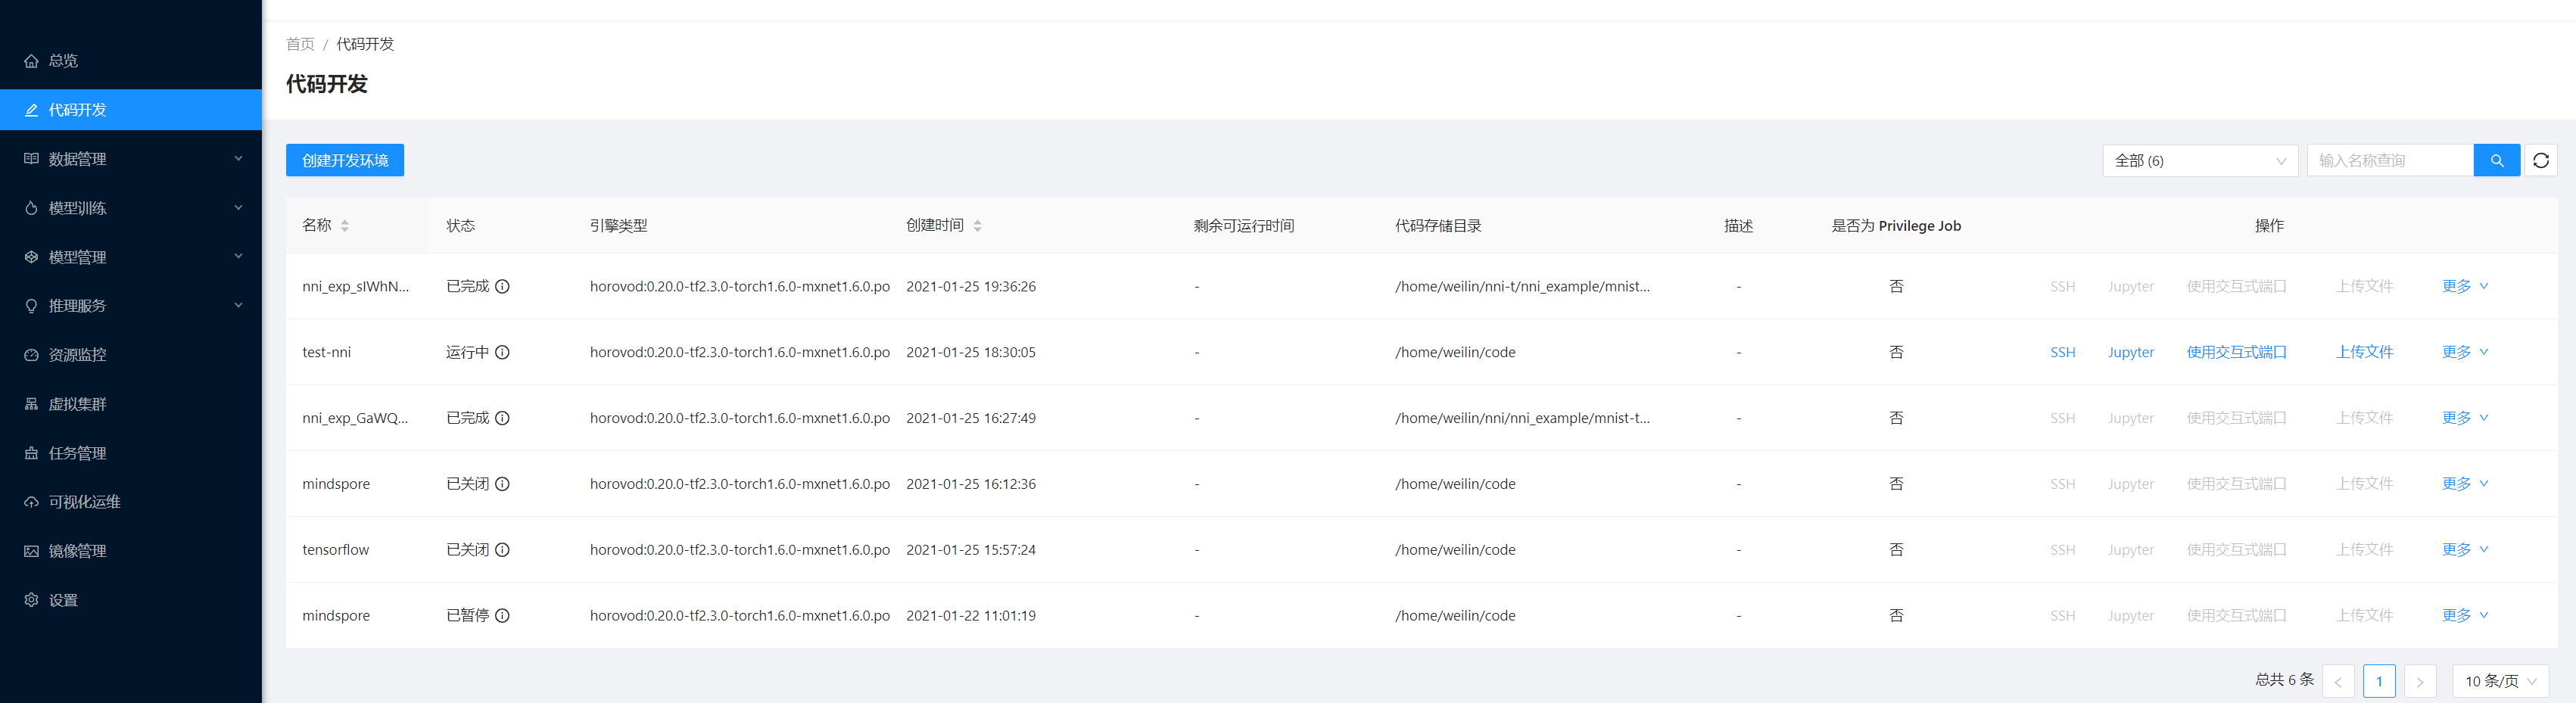 总览
代码开发
数据管理
模型训练
模型管理
推理服务
资源监控
虚拟集群
任务管理
可视化运维
镜像管理
设置
首页 / 代码开发
代码开发
创建开发环境 全部 (6) 输入名称查询
名称 状态 引擎类型 创建时间 剩余可运行时间 代码存储目录 描述 是否为 Privilege Job 操作
nni_exp_sIWhN... 已完成 horovod:0.20.0-tf2.3.0-torch1.6.0-mxnet1.6.0.po 2021-01-25 19:36:26 - /home/weilin/nni-t/nni_example/mnist... - 否 SSH Jupyter 使用交互式端口 上传文件 更多
test-nni 运行中 horovod:0.20.0-tf2.3.0-torch1.6.0-mxnet1.6.0.po 2021-01-25 18:30:05 - /home/weilin/code - 否 SSH Jupyter 使用交互式端口 上传文件 更多
nni_exp_GaWQ... 已完成 horovod:0.20.0-tf2.3.0-torch1.6.0-mxnet1.6.0.po 2021-01-25 16:27:49 - /home/weilin/nni/nni_example/mnist-t... - 否 SSH Jupyter 使用交互式端口 上传文件 更多
mindspore 已关闭 horovod:0.20.0-tf2.3.0-torch1.6.0-mxnet1.6.0.po 2021-01-25 16:12:36 - /home/weilin/code - 否 SSH Jupyter 使用交互式端口 上传文件 更多
tensorflow 已关闭 horovod:0.20.0-tf2.3.0-torch1.6.0-mxnet1.6.0.po 2021-01-25 15:57:24 - /home/weilin/code - 否 SSH Jupyter 使用交互式端口 上传文件 更多
mindspore 已暂停 horovod:0.20.0-tf2.3.0-torch1.6.0-mxnet1.6.0.po 2021-01-22 11:01:19 - /home/weilin/code - 否 SSH Jupyter 使用交互式端口 上传文件 更多
总共 6 条 < 1 > 10 条/页